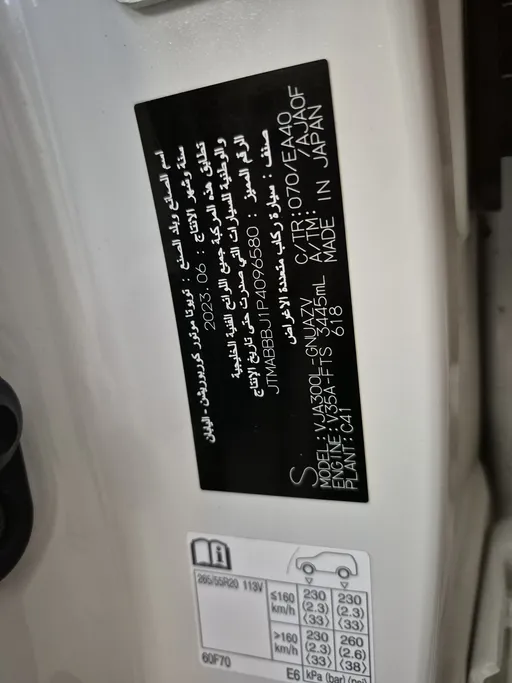 اسم الصانع وبلد الصنع : تويوتا موتور كوربوريشن - اليابان
سنة وشهر الانتاج : 2023.06
تطابق هذه المركبة جميع اللوائح الفنية الخليجية
والوطنية للسيارات التي صدرت حتى تاريخ الإنتاج
الرقم المميز : JTMABBBJ1P4096580
صنف : سيارة ركاب متعددة الاغراض
S
MODEL:VJA300L-GNUAZV C/TR:070/EA40
ENGINE:V35A-FTS 3445mL A/TM: /AJA0F
PLANT:C41 618 MADE IN JAPAN
i
265/55R20 113V
≤160 km/h 230 (2.3) ⟨33⟩ 230 (2.3) ⟨33⟩
>160 km/h 230 (2.3) ⟨33⟩ 260 (2.6) ⟨38⟩
60F70 E6 kPa (bar) ⟨psi⟩